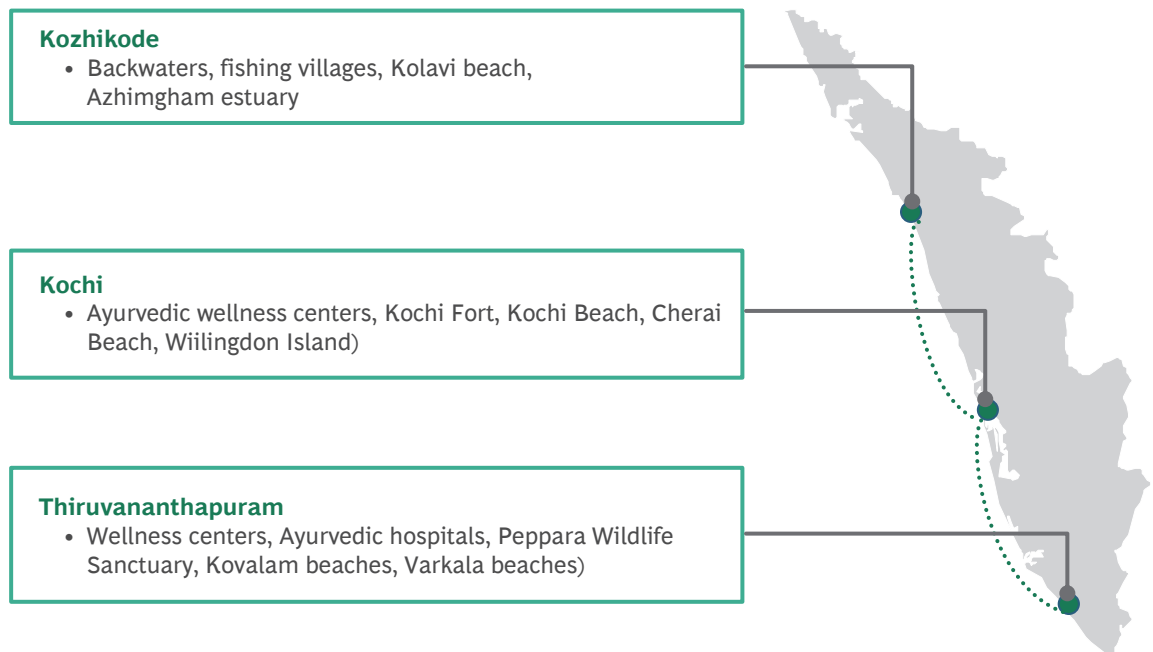 Kozhikode
• Backwaters, fishing villages, Kolavi beach,
Azhimgham estuary
Kochi
• Ayurvedic wellness centers, Kochi Fort, Kochi Beach, Cherai
Beach, Wiilingdon Island)
Thiruvananthapuram
• Wellness centers, Ayurvedic hospitals, Peppara Wildlife
Sanctuary, Kovalam beaches, Varkala beaches)